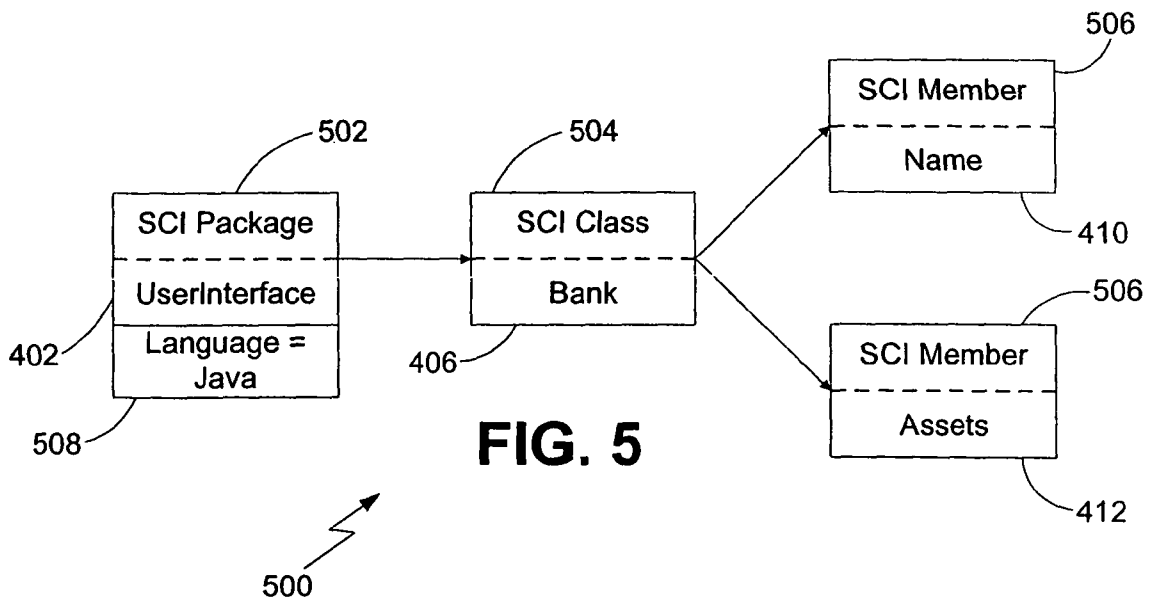 506
SCI Member
Name
410
502
504
SCI Package
UserInterface
Language =
Java
402
508
SCI Class
Bank
406
506
SCI Member
Assets
412
FIG. 5
500